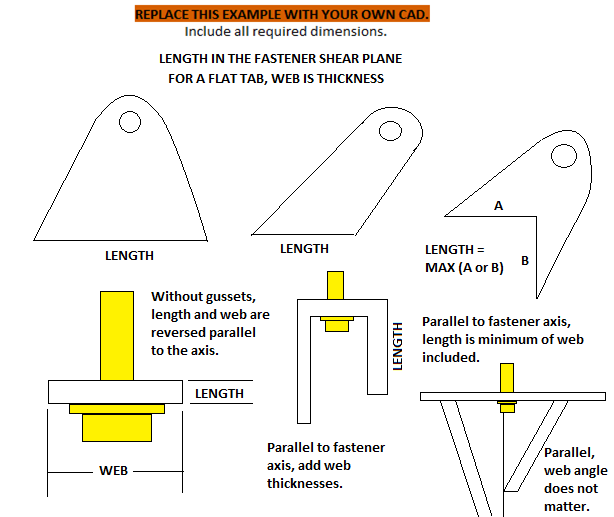 REPLACE THIS EXAMPLE WITH YOUR OWN CAD.
Include all required dimensions.
LENGTH IN THE FASTENER SHEAR PLANE
FOR A FLAT TAB, WEB IS THICKNESS
LENGTH
LENGTH
A
LENGTH =
MAX (A or B)
B
Without gussets,
length and web are
reversed parallel
to the axis.
LENGTH
WEB
LENGTH
Parallel to fastener
axis, add web
thicknesses.
Parallel to fastener axis,
length is minimum of web
included.
Parallel,
web angle
does not
matter.